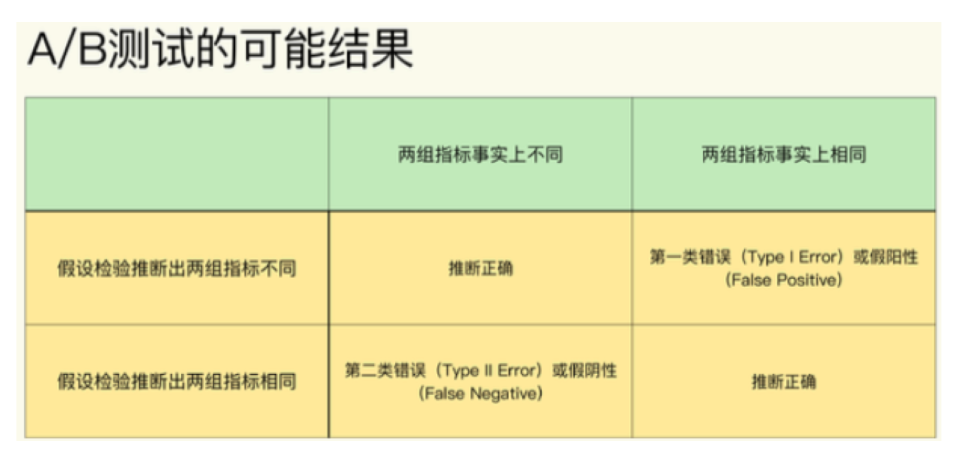 A/B测试的可能结果
两组指标事实上不同
两组指标事实上相同
假设检验推断出两组指标不同
推断正确
第一类错误（Type I Error）或假阳性
（False Positive）
假设检验推断出两组指标相同
第二类错误（Type II Error）或假阴性
（False Negative）
推断正确